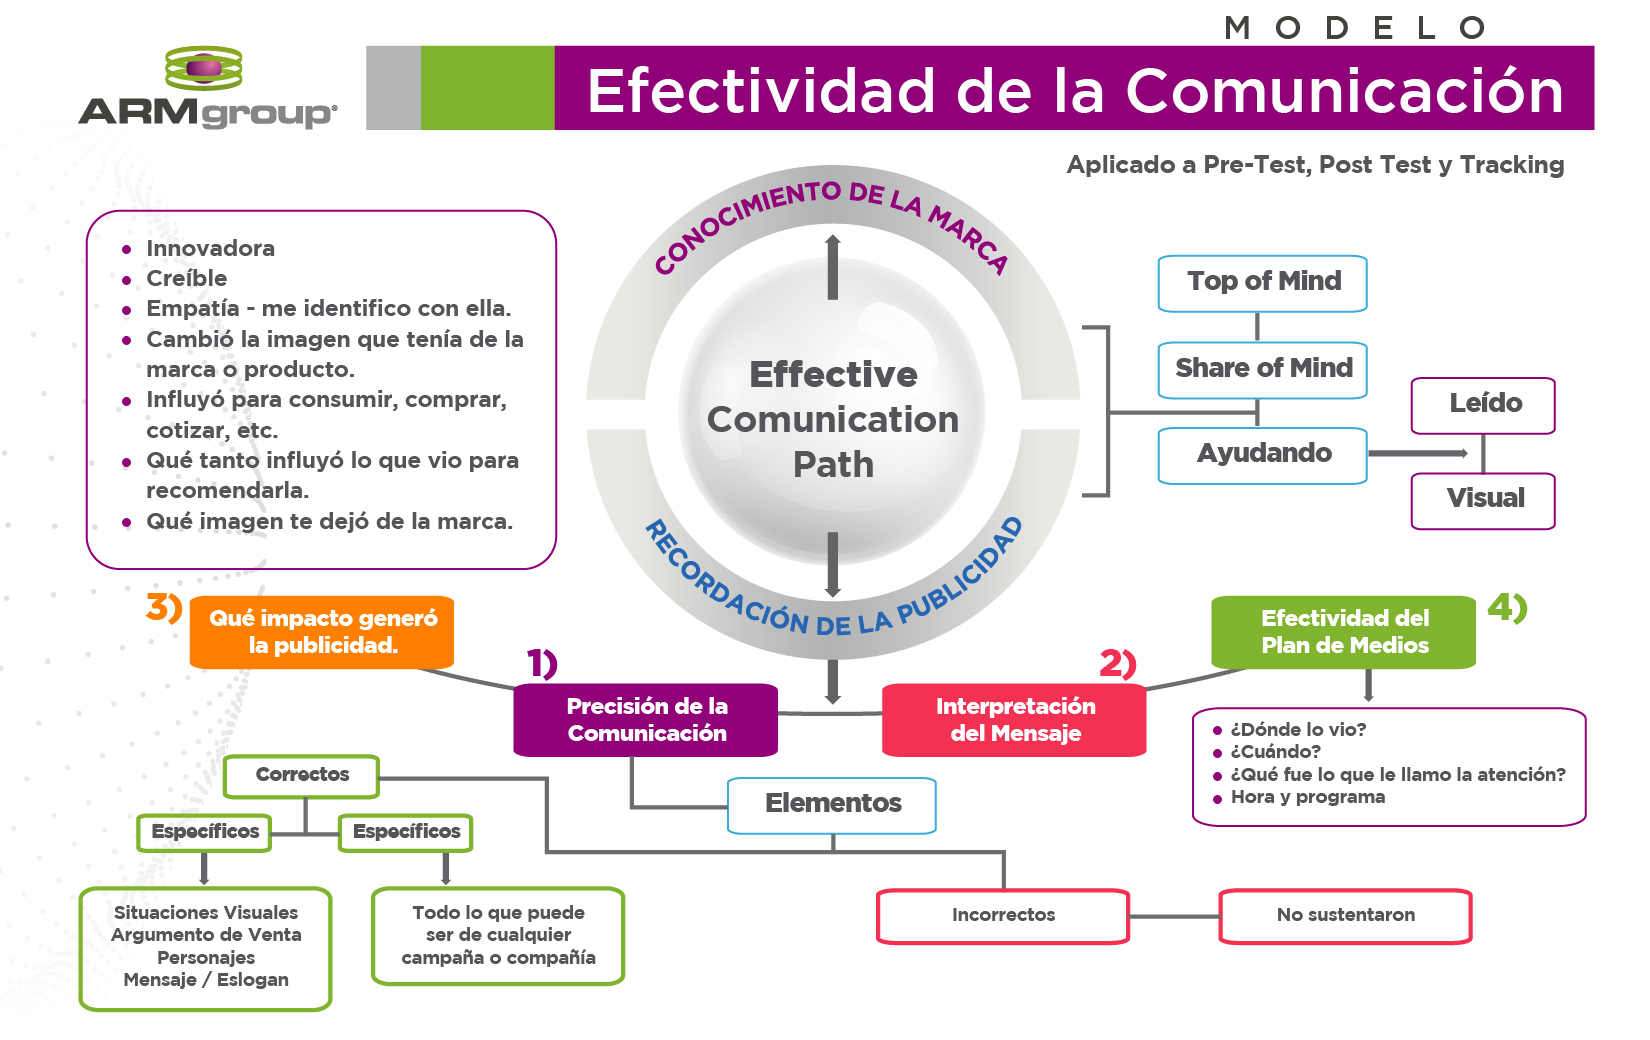 MODELO
ARMgroup®
Efectividad de la Comunicación
Aplicado a Pre-Test, Post Test y Tracking
CONOCIMIENTO DE LA MARCA
Effective
Comunication
Path
RECORDACIÓN DE LA PUBLICIDAD
• Innovadora
• Creíble
• Empatía - me identifico con ella.
• Cambió la imagen que tenía de la
marca o producto.
• Influyó para consumir, comprar,
cotizar, etc.
• Qué tanto influyó lo que vio para
recomendarla.
• Qué imagen te dejó de la marca.
Top of Mind
Share of Mind
Ayudando
Leído
Visual
3)
Qué impacto generó
la publicidad.
1)
Precisión de la
Comunicación
2)
Interpretación
del Mensaje
4)
Efectividad del
Plan de Medios
• ¿Dónde lo vio?
• ¿Cuándo?
• ¿Qué fue lo que le llamo la atención?
• Hora y programa
Correctos
Elementos
Específicos
Específicos
Situaciones Visuales
Argumento de Venta
Personajes
Mensaje / Eslogan
Todo lo que puede
ser de cualquier
campaña o compañía
Incorrectos
No sustentaron